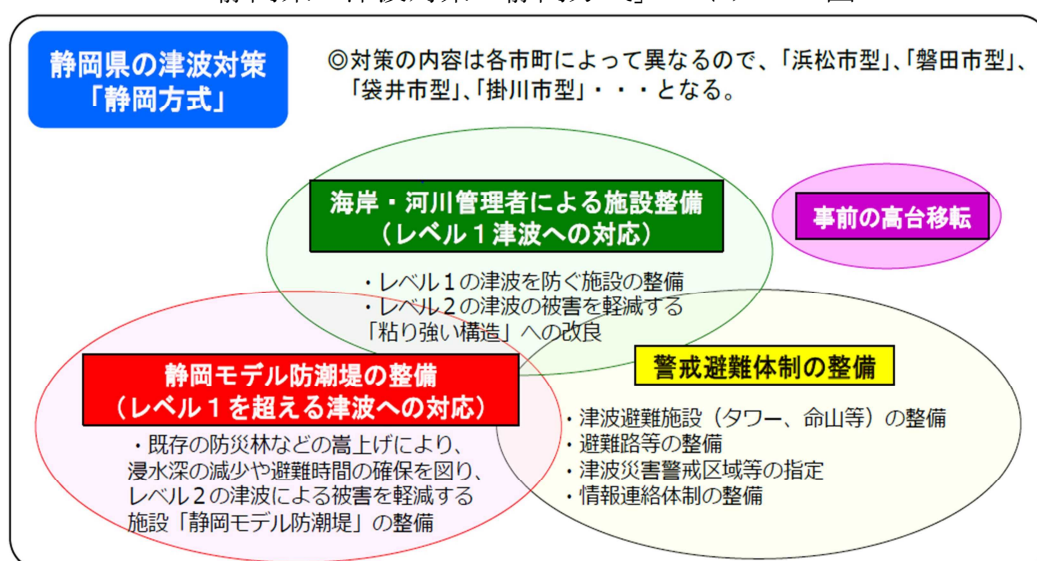 静岡県の津波対策
「静岡方式」
◎対策の内容は各市町によって異なるので、「浜松市型」、「磐田市型」、
「袋井市型」、「掛川市型」・・・となる。
海岸・河川管理者による施設整備
（レベル１津波への対応）
事前の高台移転
・レベル１の津波を防ぐ施設の整備
・レベル２の津波の被害を軽減する
「粘り強い構造」への改良
静岡モデル防潮堤の整備
（レベル１を超える津波への対応）
・既存の防災林などの嵩上げにより、
浸水深の減少や避難時間の確保を図り、
レベル２の津波による被害を軽減する
施設「静岡モデル防潮堤」の整備
警戒避難体制の整備
・津波避難施設（タワー、命山等）の整備
・避難路等の整備
・津波災害警戒区域等の指定
・情報連絡体制の整備